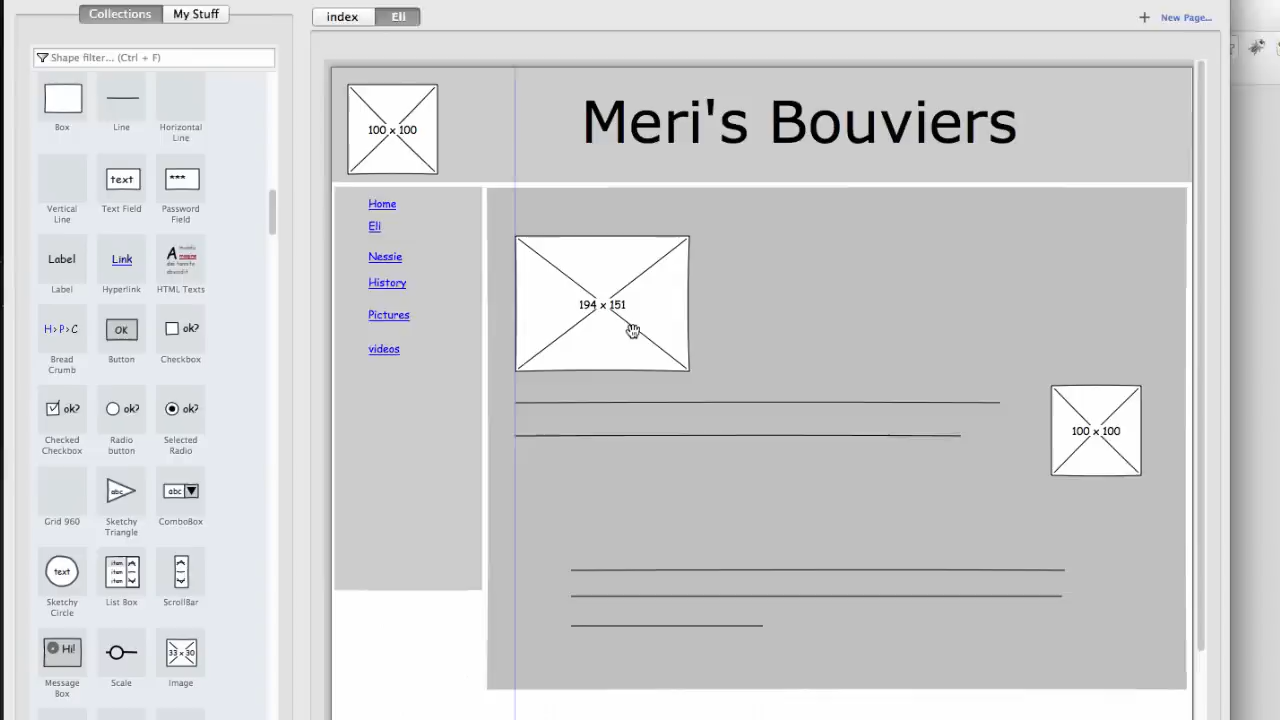 Collections
My Stuff
index
Eli
+ New Page...
Shape filter... (Ctrl + F)
Box
Line
Horizontal
Line
Vertical
Line
text
Text Field
***
Password
Field
Label
Label
Link
Hyperlink
HTML Texts
H>P>C
Bread
Crumb
OK
Button
ok?
Checkbox
ok?
Checked
Checkbox
ok?
Radio
button
ok?
Selected
Radio
Grid 960
abc
Sketchy
Triangle
abc
ComboBox
text
Sketchy
Circle
item
item
item
List Box
ScrollBar
Hi!
Message
Box
Scale
33 x 30
Image
100 x 100
Meri's Bouviers
Home
Eli
Nessie
History
Pictures
videos
194 x 151
100 x 100